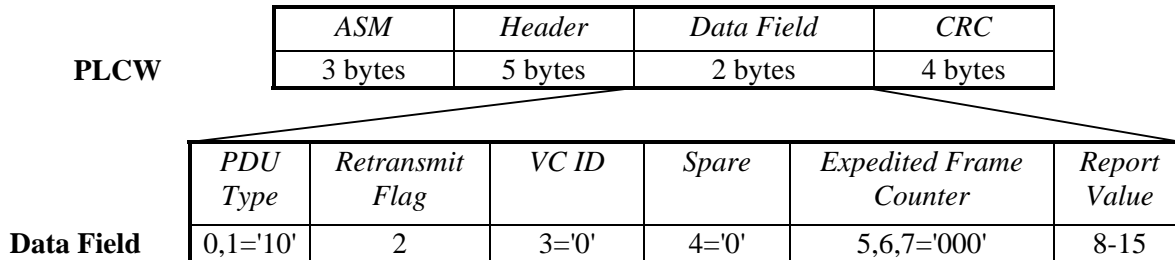 ASM Header Data Field CRC
PLCW 3 bytes 5 bytes 2 bytes 4 bytes
PDU Type Retransmit Flag VC ID Spare Expedited Frame Counter Report Value
Data Field 0,1='10' 2 3='0' 4='0' 5,6,7='000' 8-15